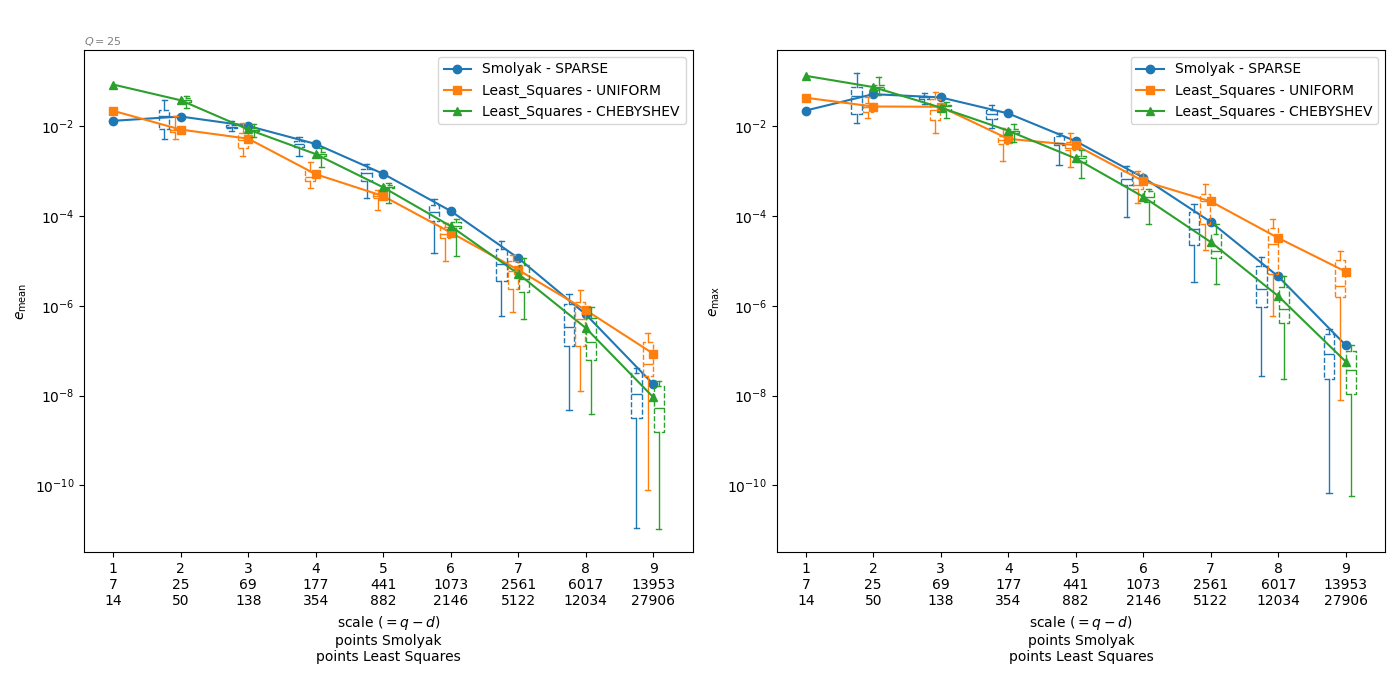 Q = 25
Smolyak - SPARSE
Least_Squares - UNIFORM
Least_Squares - CHEBYSHEV
10⁻²
10⁻⁴
10⁻⁶
10⁻⁸
10⁻¹⁰
e_mean
1 2 3 4 5 6 7 8 9
7 25 69 177 441 1073 2561 6017 13953
14 50 138 354 882 2146 5122 12034 27906
scale (= q − d)
points Smolyak
points Least Squares
Smolyak - SPARSE
Least_Squares - UNIFORM
Least_Squares - CHEBYSHEV
10⁻²
10⁻⁴
10⁻⁶
10⁻⁸
10⁻¹⁰
e_max
1 2 3 4 5 6 7 8 9
7 25 69 177 441 1073 2561 6017 13953
14 50 138 354 882 2146 5122 12034 27906
scale (= q − d)
points Smolyak
points Least Squares